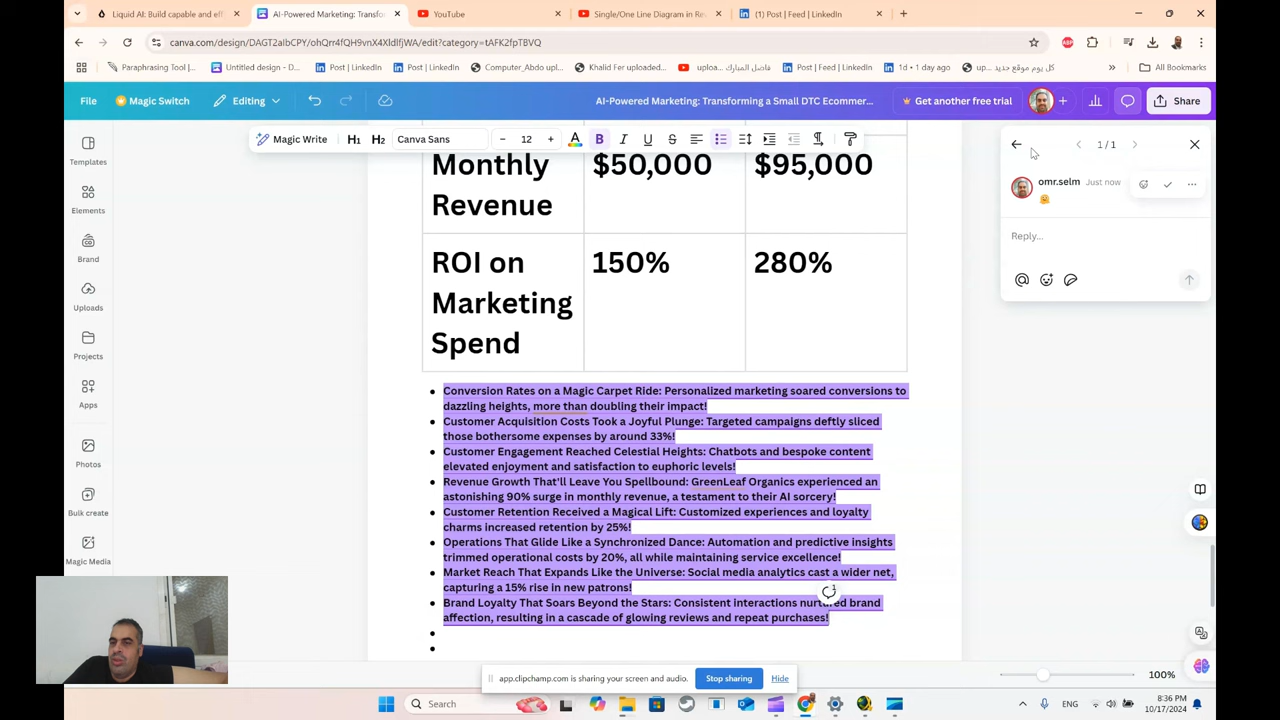 Liquid AI: Build capable and ef
AI-Powered Marketing: Transfo
YouTube
Single/One Line Diagram in Re
(1) Post | Feed | LinkedIn
canva.com/design/DAGT2aIbCPY/ohQrr4fQH9vnX4XldlfjWA/edit?category=tAFK2fpTBVQ
Paraphrasing Tool |...
Untitled design -...
Post | LinkedIn
Post | LinkedIn
Computer_Abdo upl...
Khalid Fer uploaded...
فاضل المبارك uploa...
Post | Feed | LinkedIn
1d • 1 day ago
كل يوم موقع جديد up...
All Bookmarks
File
Magic Switch
Editing
AI-Powered Marketing: Transforming a Small DTC Ecommer...
Get another free trial
Share
Magic Write
H1
H2
Canva Sans
– 12 +
A
B
I
U
S
Templates
Elements
Brand
Uploads
Projects
Apps
Photos
Bulk create
Magic Media
Monthly $50,000 $95,000
Revenue
ROI on 150% 280%
Marketing
Spend
• Conversion Rates on a Magic Carpet Ride: Personalized marketing soared conversions to
dazzling heights, more than doubling their impact!
• Customer Acquisition Costs Took a Joyful Plunge: Targeted campaigns deftly sliced
those bothersome expenses by around 33%!
• Customer Engagement Reached Celestial Heights: Chatbots and bespoke content
elevated enjoyment and satisfaction to euphoric levels!
• Revenue Growth That'll Leave You Spellbound: GreenLeaf Organics experienced an
astonishing 90% surge in monthly revenue, a testament to their AI sorcery!
• Customer Retention Received a Magical Lift: Customized experiences and loyalty
charms increased retention by 25%!
• Operations That Glide Like a Synchronized Dance: Automation and predictive insights
trimmed operational costs by 20%, all while maintaining service excellence!
• Market Reach That Expands Like the Universe: Social media analytics cast a wider net,
capturing a 15% rise in new patrons!
• Brand Loyalty That Soars Beyond the Stars: Consistent interactions nurtured brand
affection, resulting in a cascade of glowing reviews and repeat purchases!
1
1 / 1
omr.selm Just now
Reply...
app.clipchamp.com is sharing your screen and audio.
Stop sharing
Hide
100%
Search
ENG
8:36 PM
10/17/2024